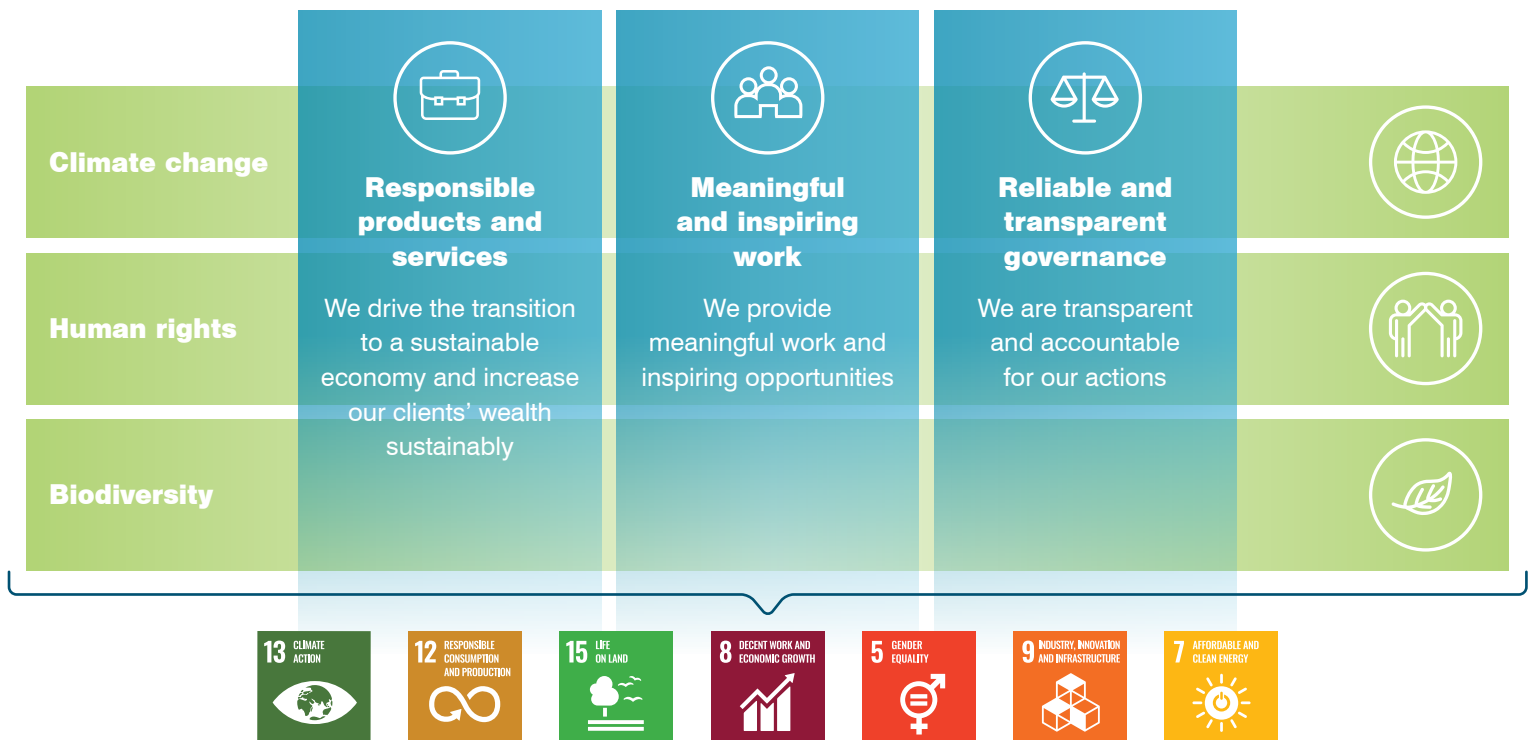 Climate change
Human rights
Biodiversity
Responsible
products and
services
We drive the transition
to a sustainable
economy and increase
our clients’ wealth
sustainably
Meaningful
and inspiring
work
We provide
meaningful work and
inspiring opportunities
Reliable and
transparent
governance
We are transparent
and accountable
for our actions
13 CLIMATE
ACTION
12 RESPONSIBLE
CONSUMPTION
AND PRODUCTION
15 LIFE
ON LAND
8 DECENT WORK AND
ECONOMIC GROWTH
5 GENDER
EQUALITY
9 INDUSTRY, INNOVATION
AND INFRASTRUCTURE
7 AFFORDABLE AND
CLEAN ENERGY